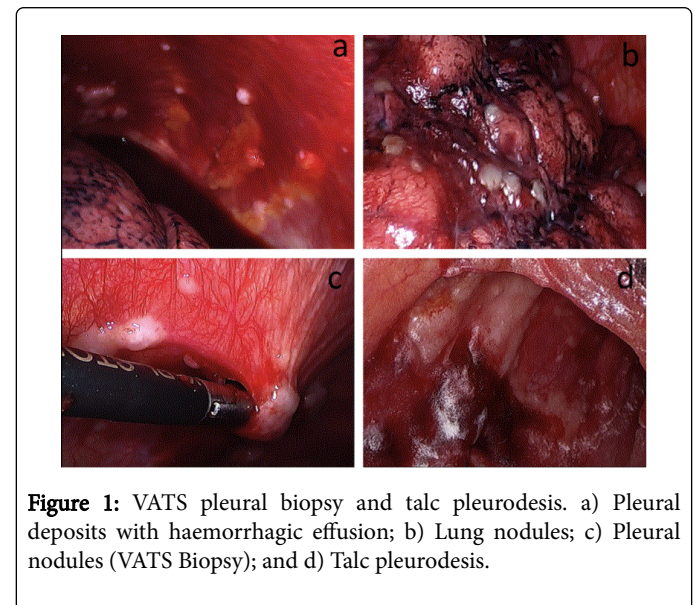 a
b
c
d
Figure 1: VATS pleural biopsy and talc pleurodesis. a) Pleural
deposits with haemorrhagic effusion; b) Lung nodules; c) Pleural
nodules (VATS Biopsy); and d) Talc pleurodesis.